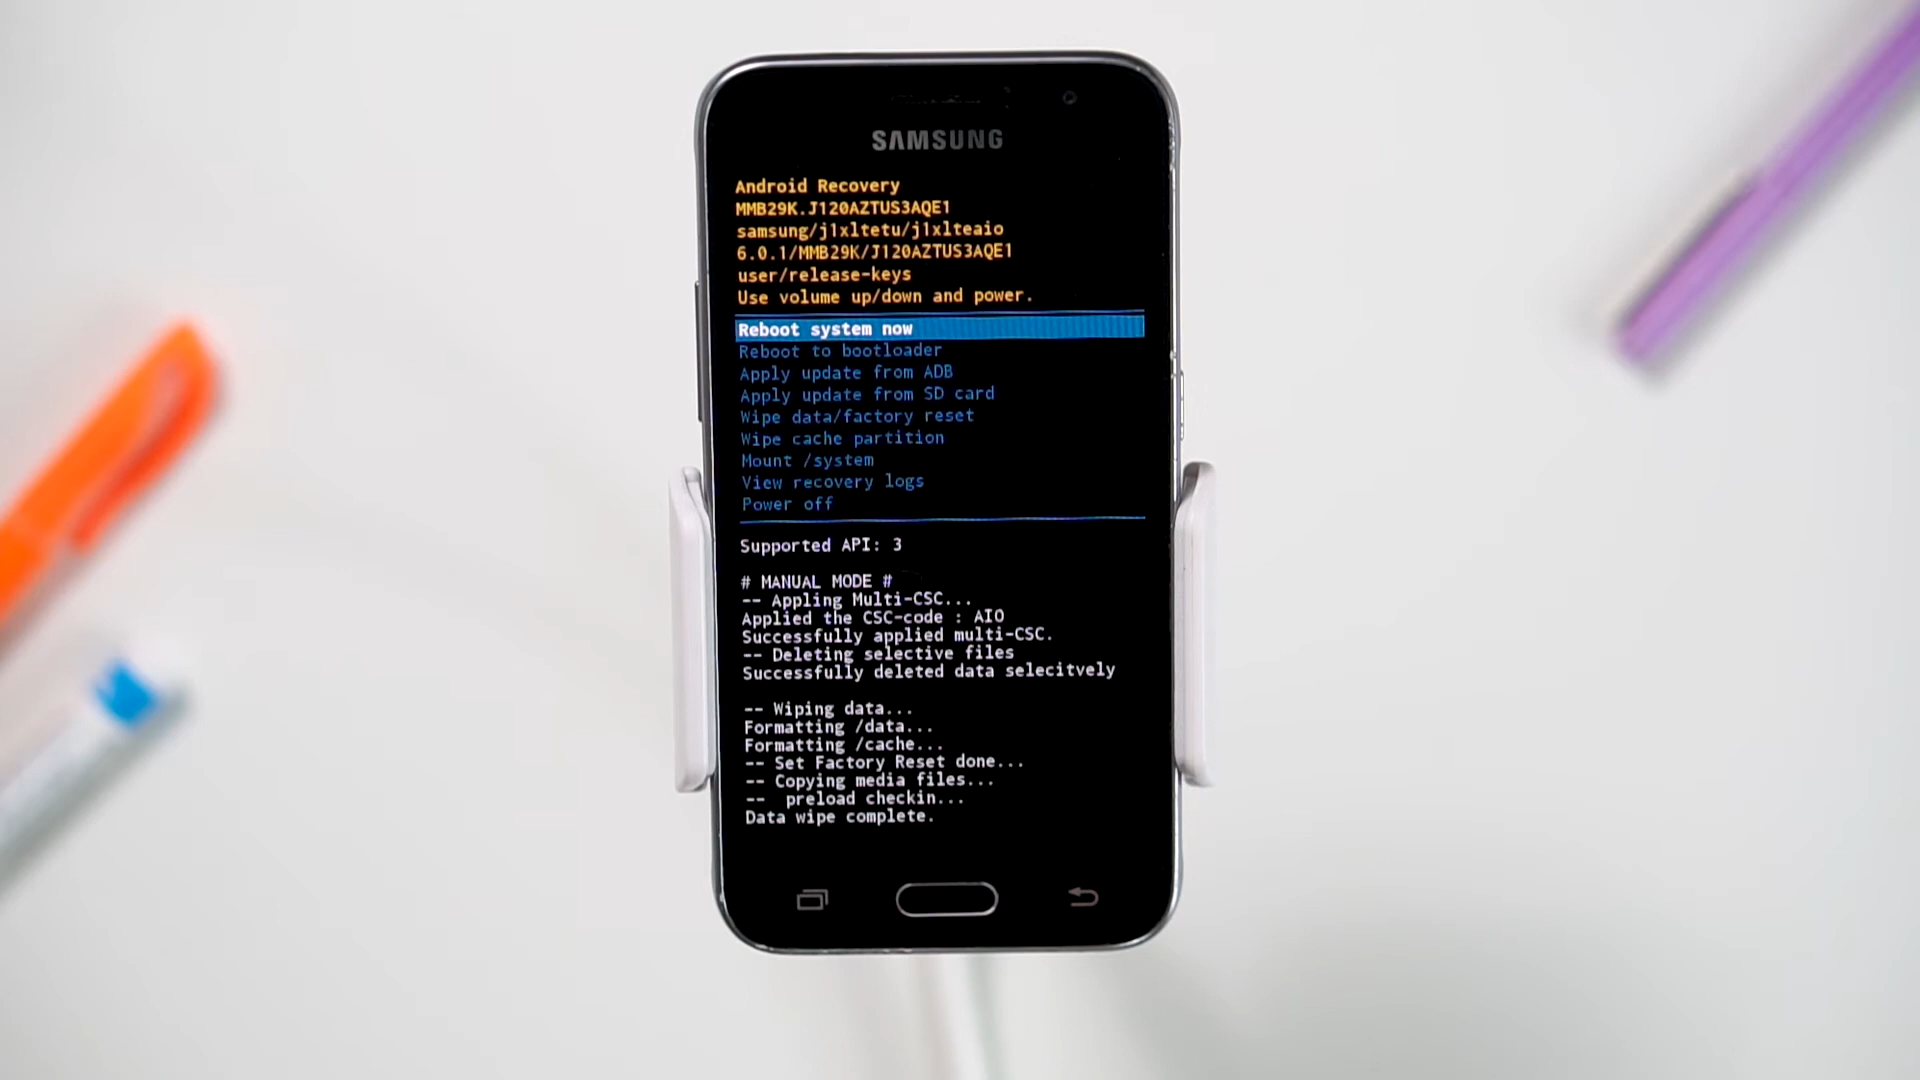 SAMSUNG
Android Recovery
MMB29K.J120AZTUS3AQE1
samsung/j1xltetu/j1xlteaio
6.0.1/MMB29K/J120AZTUS3AQE1
user/release-keys
Use volume up/down and power.
Reboot system now
Reboot to bootloader
Apply update from ADB
Apply update from SD card
Wipe data/factory reset
Wipe cache partition
Mount /system
View recovery logs
Power off
Supported API: 3
# MANUAL MODE #
-- Appling Multi-CSC...
Applied the CSC-code : AIO
Successfully applied multi-CSC.
-- Deleting selective files
Successfully deleted data selecitvely
-- Wiping data...
Formatting /data...
Formatting /cache...
-- Set Factory Reset done...
-- Copying media files...
--  preload checkin...
Data wipe complete.